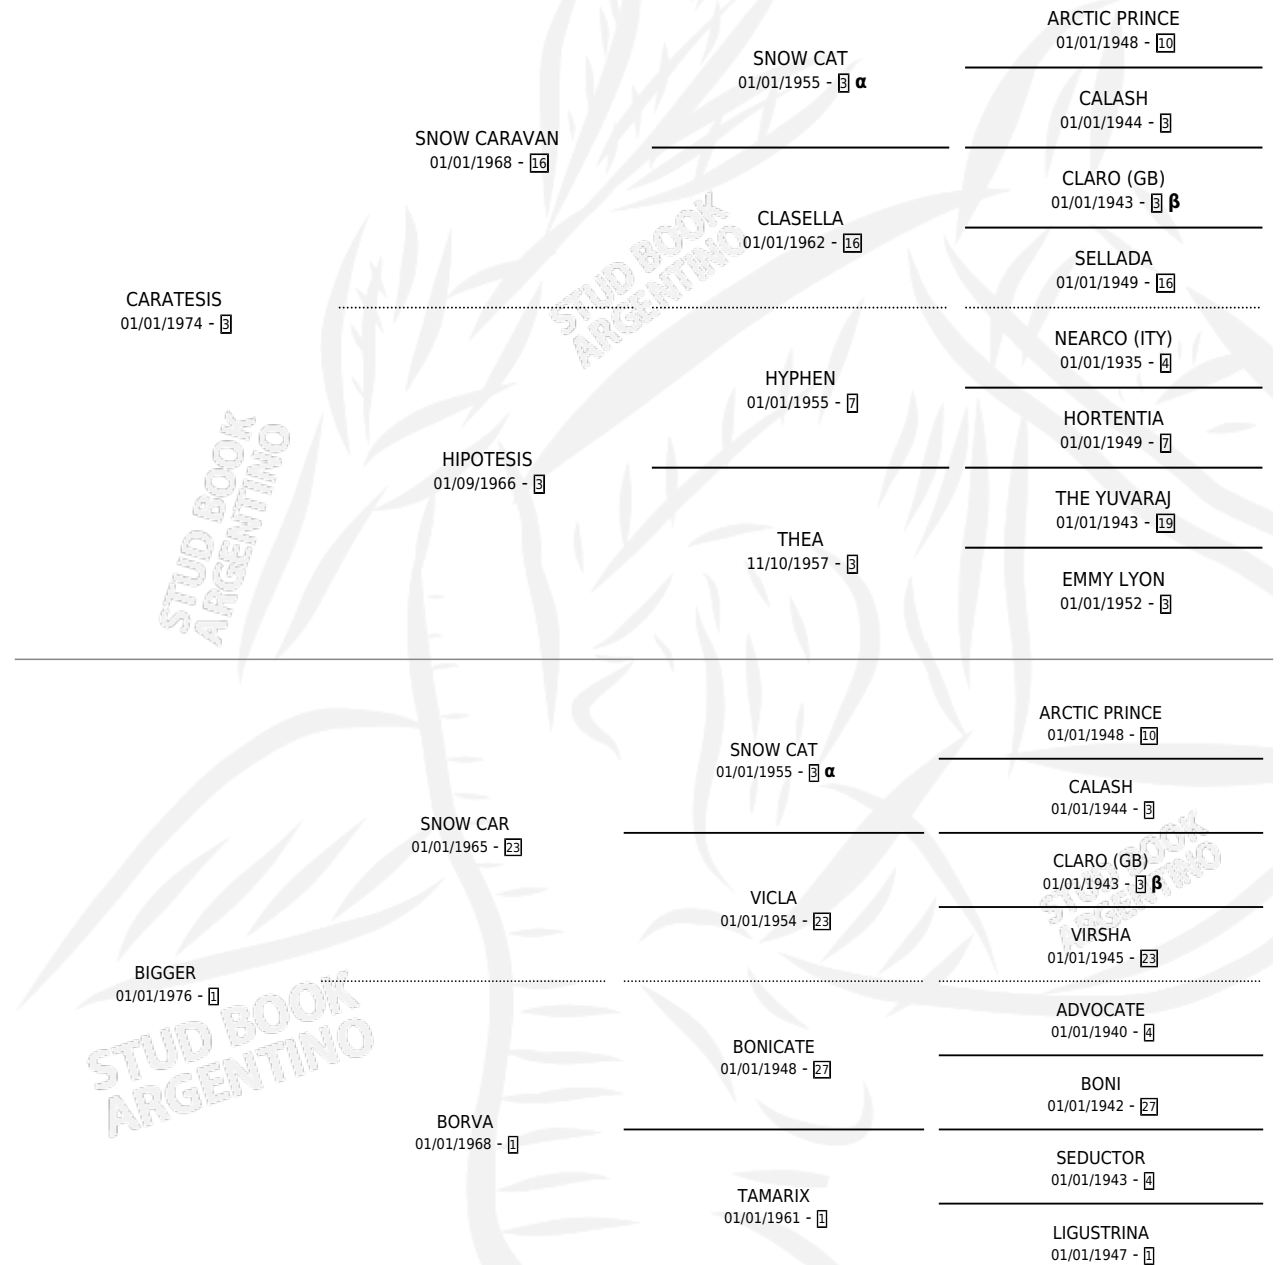 ARCTIC PRINCE
01/01/1948 - 10
SNOW CAT
01/01/1955 - 3 α
CALASH
01/01/1944 - 3
SNOW CARAVAN
01/01/1968 - 16
CLARO (GB)
01/01/1943 - 3 β
CLASELLA
01/01/1962 - 16
SELLADA
01/01/1949 - 16
CARATESIS
01/01/1974 - 3
NEARCO (ITY)
01/01/1935 - 4
HYPHEN
01/01/1955 - 7
HORTENTIA
01/01/1949 - 7
HIPOTESIS
01/09/1966 - 3
THE YUVARAJ
01/01/1943 - 19
THEA
11/10/1957 - 3
EMMY LYON
01/01/1952 - 3
STUD BOOK
ARGENTINO
STUD BOOK
ARGENTINO
ARCTIC PRINCE
01/01/1948 - 10
SNOW CAT
01/01/1955 - 3 α
CALASH
01/01/1944 - 3
SNOW CAR
01/01/1965 - 23
CLARO (GB)
01/01/1943 - 3 β
VICLA
01/01/1954 - 23
VIRSHA
01/01/1945 - 23
BIGGER
01/01/1976 - 1
ADVOCATE
01/01/1940 - 4
BONICATE
01/01/1948 - 27
BONI
01/01/1942 - 27
BORVA
01/01/1968 - 1
SEDUCTOR
01/01/1943 - 4
TAMARIX
01/01/1961 - 1
LIGUSTRINA
01/01/1947 - 1
STUD BOOK
ARGENTINO
STUD BOOK
ARGENTINO